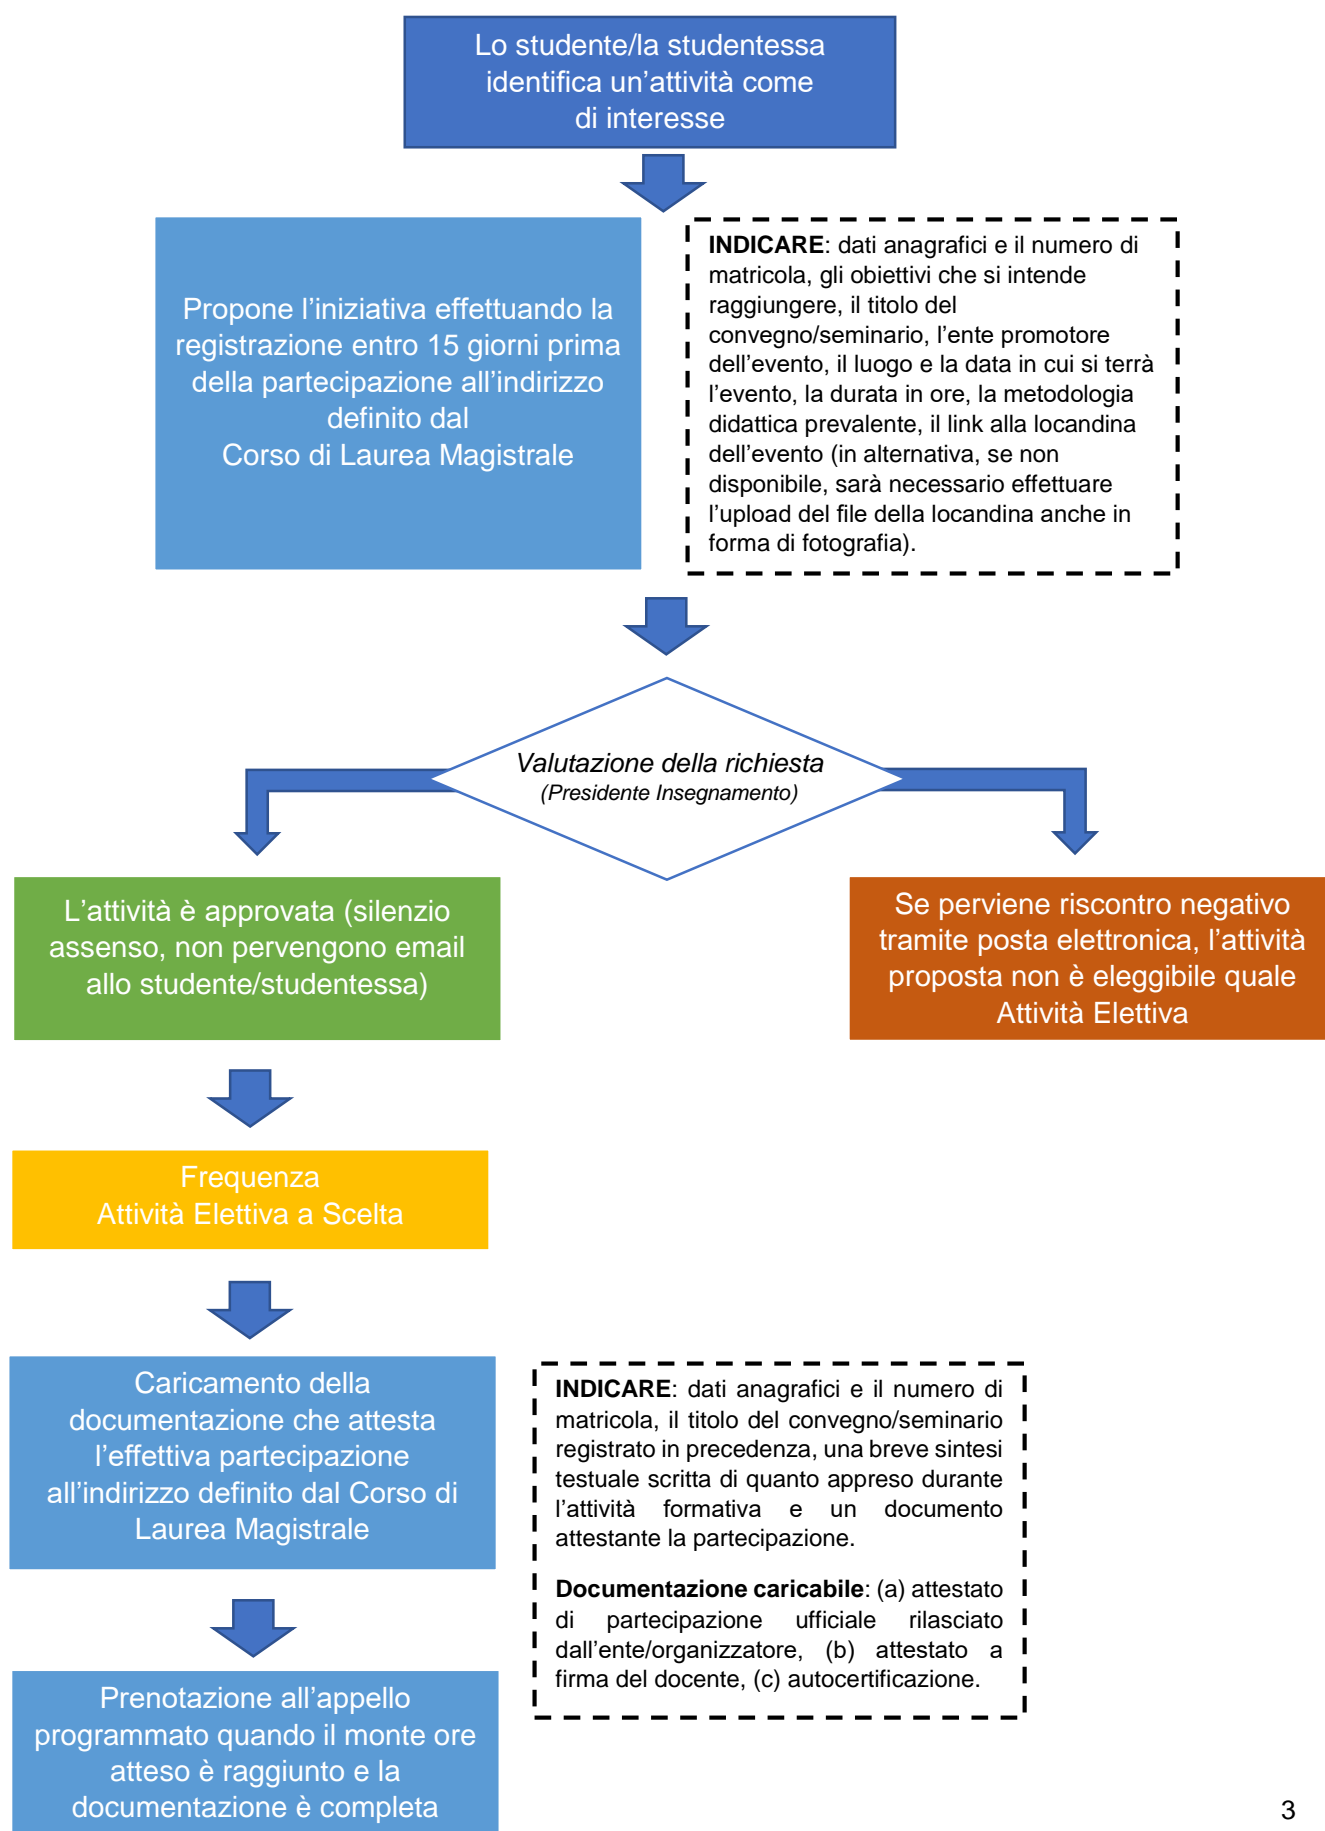 Lo studente/la studentessa
identifica un’attività come
di interesse
Propone l’iniziativa effettuando la
registrazione entro 15 giorni prima
della partecipazione all’indirizzo
definito dal
Corso di Laurea Magistrale
INDICARE: dati anagrafici e il numero di
matricola, gli obiettivi che si intende
raggiungere, il titolo del
convegno/seminario, l’ente promotore
dell’evento, il luogo e la data in cui si terrà
l’evento, la durata in ore, la metodologia
didattica prevalente, il link alla locandina
dell’evento (in alternativa, se non
disponibile, sarà necessario effettuare
l’upload del file della locandina anche in
forma di fotografia).
Valutazione della richiesta
(Presidente Insegnamento)
L’attività è approvata (silenzio
assenso, non pervengono email
allo studente/studentessa)
Se perviene riscontro negativo
tramite posta elettronica, l’attività
proposta non è eleggibile quale
Attività Elettiva
Frequenza
Attività Elettiva a Scelta
Caricamento della
documentazione che attesta
l’effettiva partecipazione
all’indirizzo definito dal Corso di
Laurea Magistrale
INDICARE: dati anagrafici e il numero di
matricola, il titolo del convegno/seminario
registrato in precedenza, una breve sintesi
testuale scritta di quanto appreso durante
l’attività formativa e un documento
attestante la partecipazione.
Documentazione caricabile: (a) attestato
di partecipazione ufficiale rilasciato
dall’ente/organizzatore, (b) attestato a
firma del docente, (c) autocertificazione.
Prenotazione all’appello
programmato quando il monte ore
atteso è raggiunto e la
documentazione è completa
3